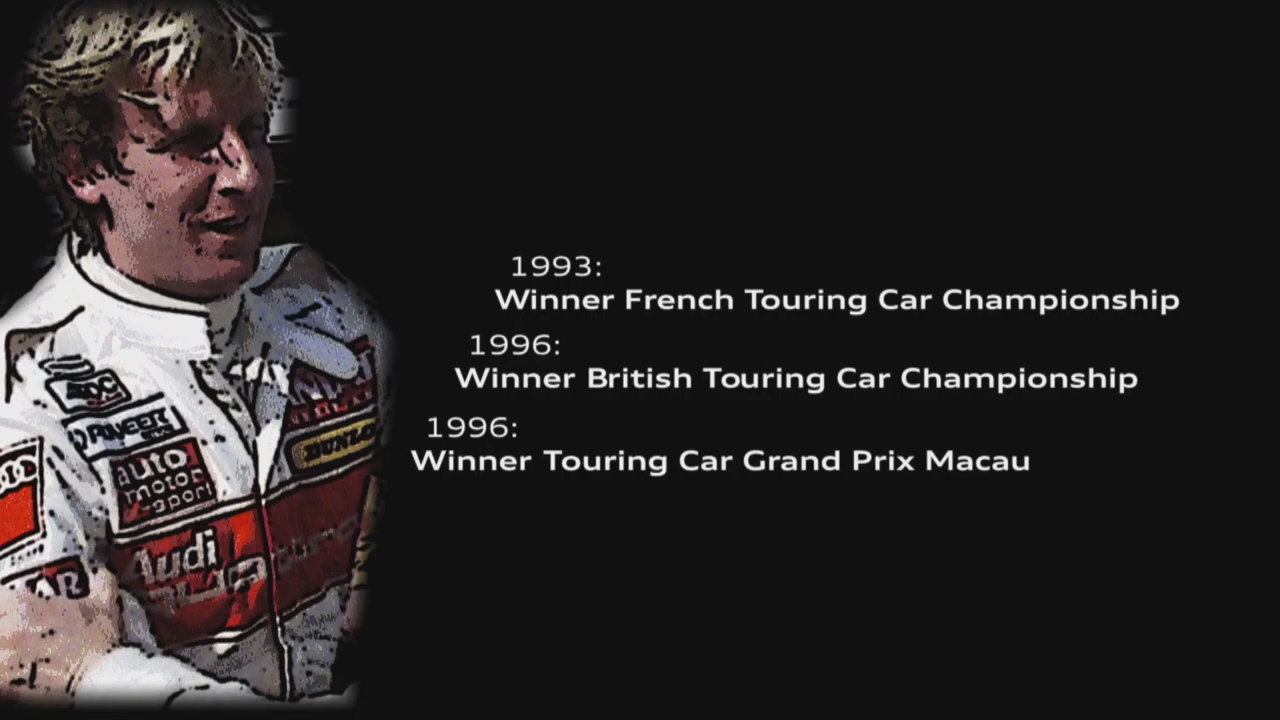 1993:
Winner French Touring Car Championship
1996:
Winner British Touring Car Championship
1996:
Winner Touring Car Grand Prix Macau
auto
motor
sport
Audi